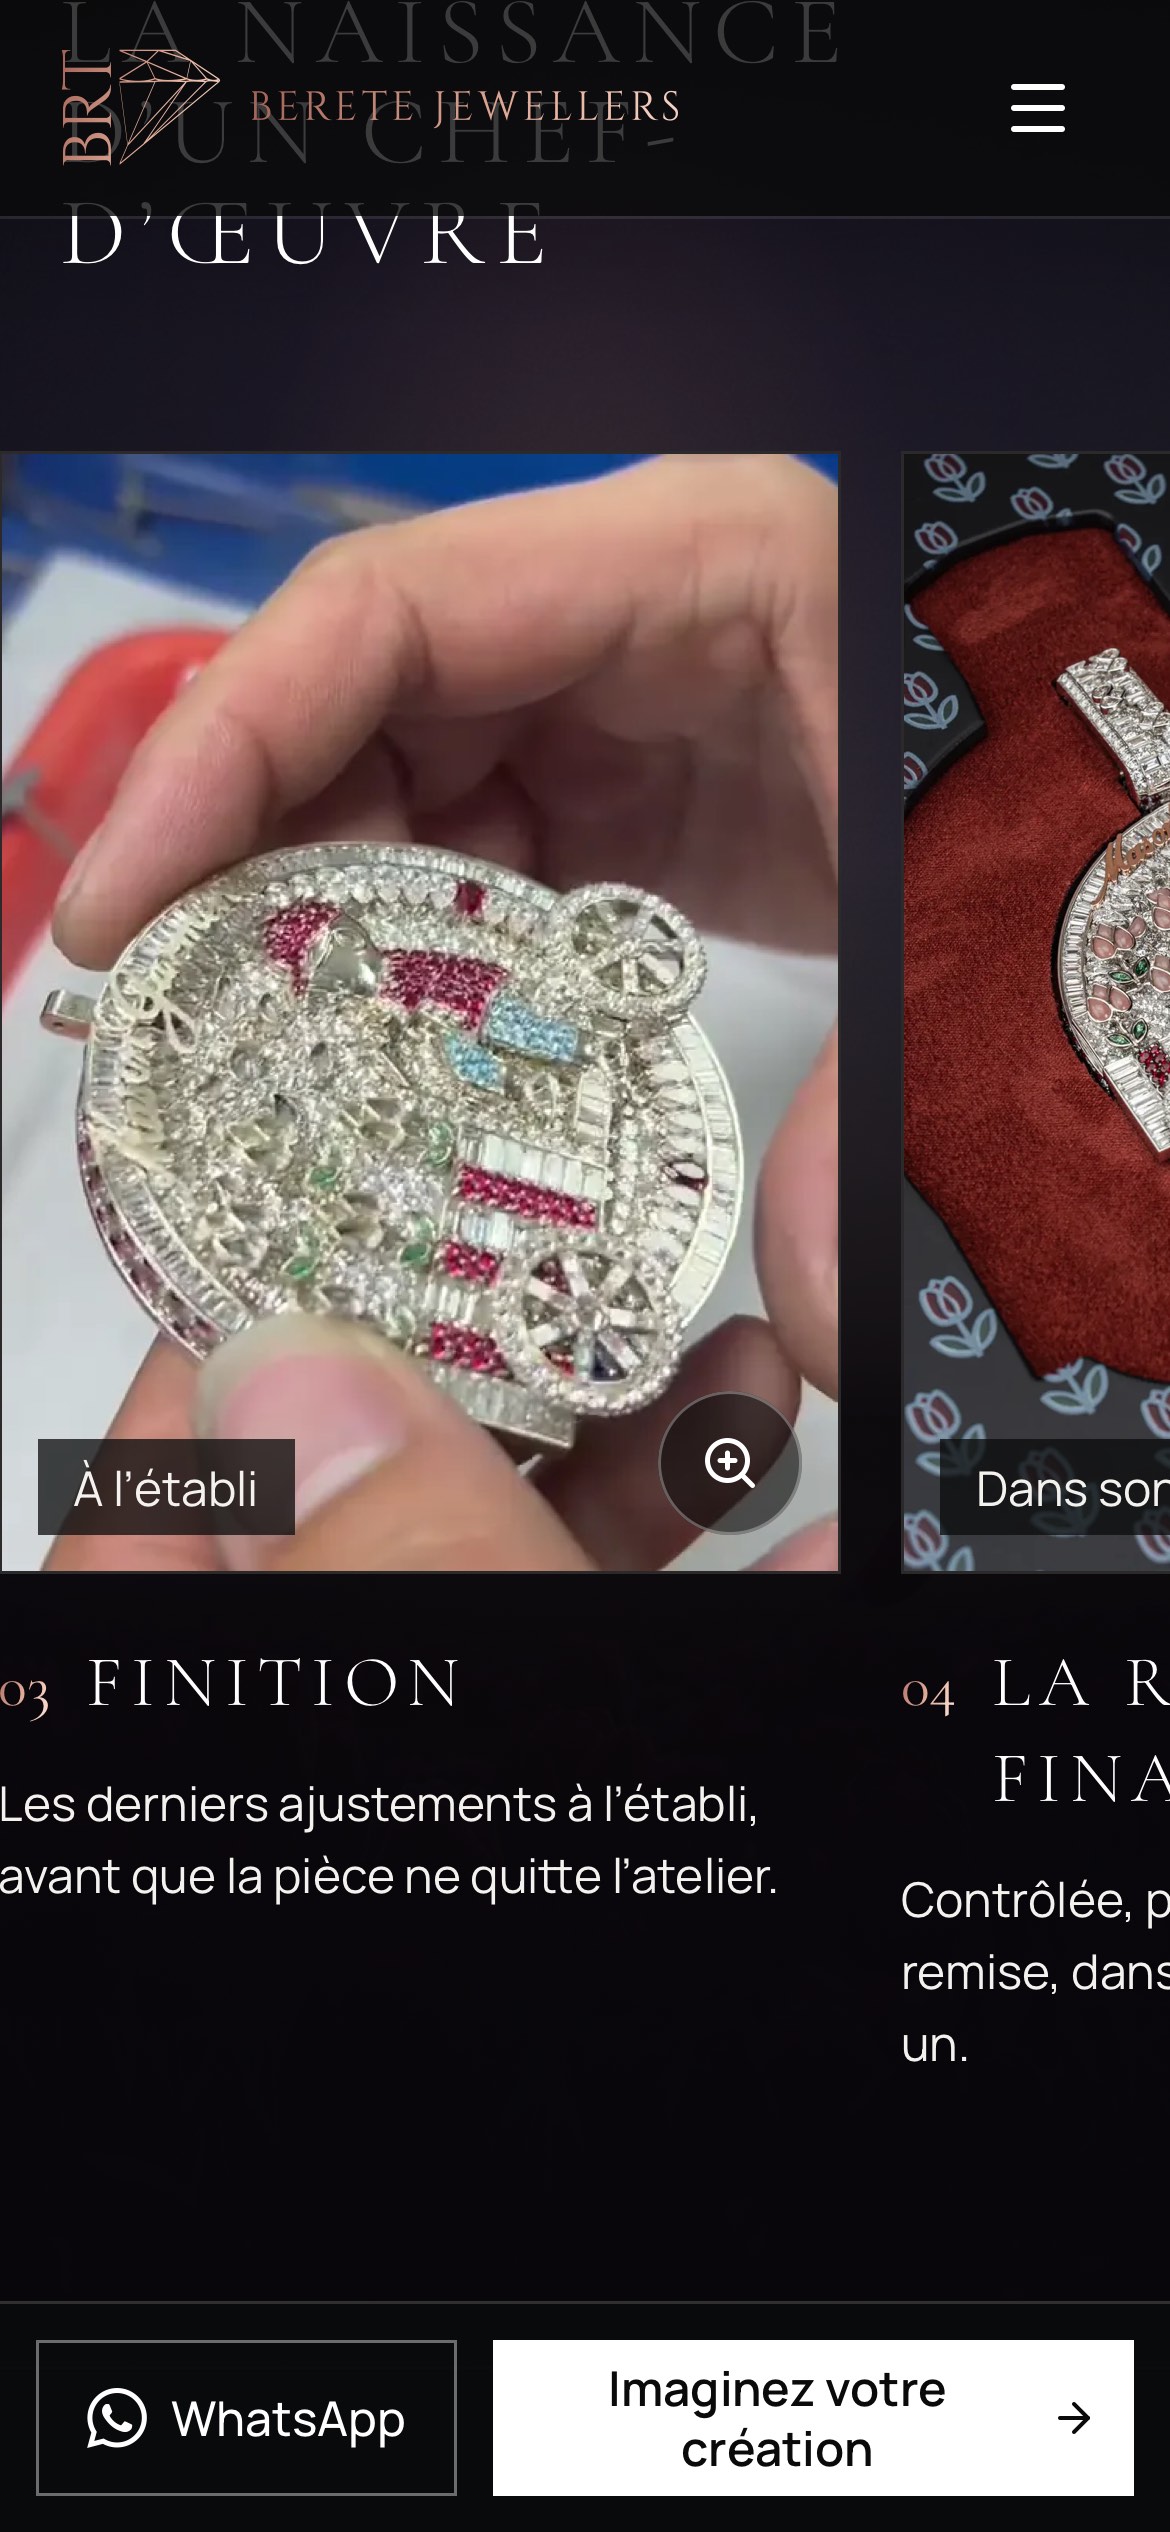 LA NAISSANCE
D'UN CHEF-
D'ŒUVRE
BRT
BERETE JEWELLERS
À l'établi
Dans son
03 FINITION
Les derniers ajustements à l'établi,
avant que la pièce ne quitte l'atelier.
04 LA R
FINA
Contrôlée, p
remise, dans
un.
WhatsApp
Imaginez votre
création